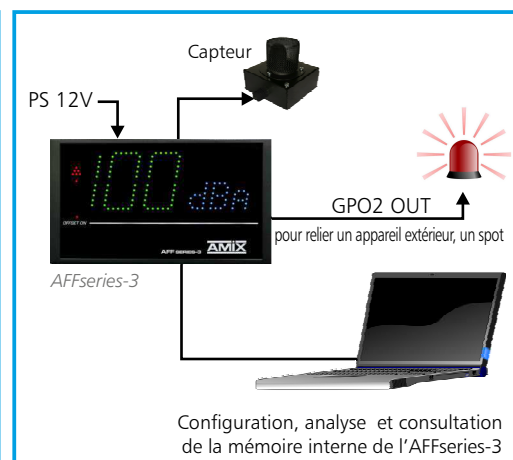 Capteur
PS 12V
100 dBA
OFFSET ON
AFF SERIES-3 AMIX
GPO2 OUT
pour relier un appareil extérieur, un spot
AFFseries-3
Configuration, analyse et consultation
de la mémoire interne de l'AFFseries-3